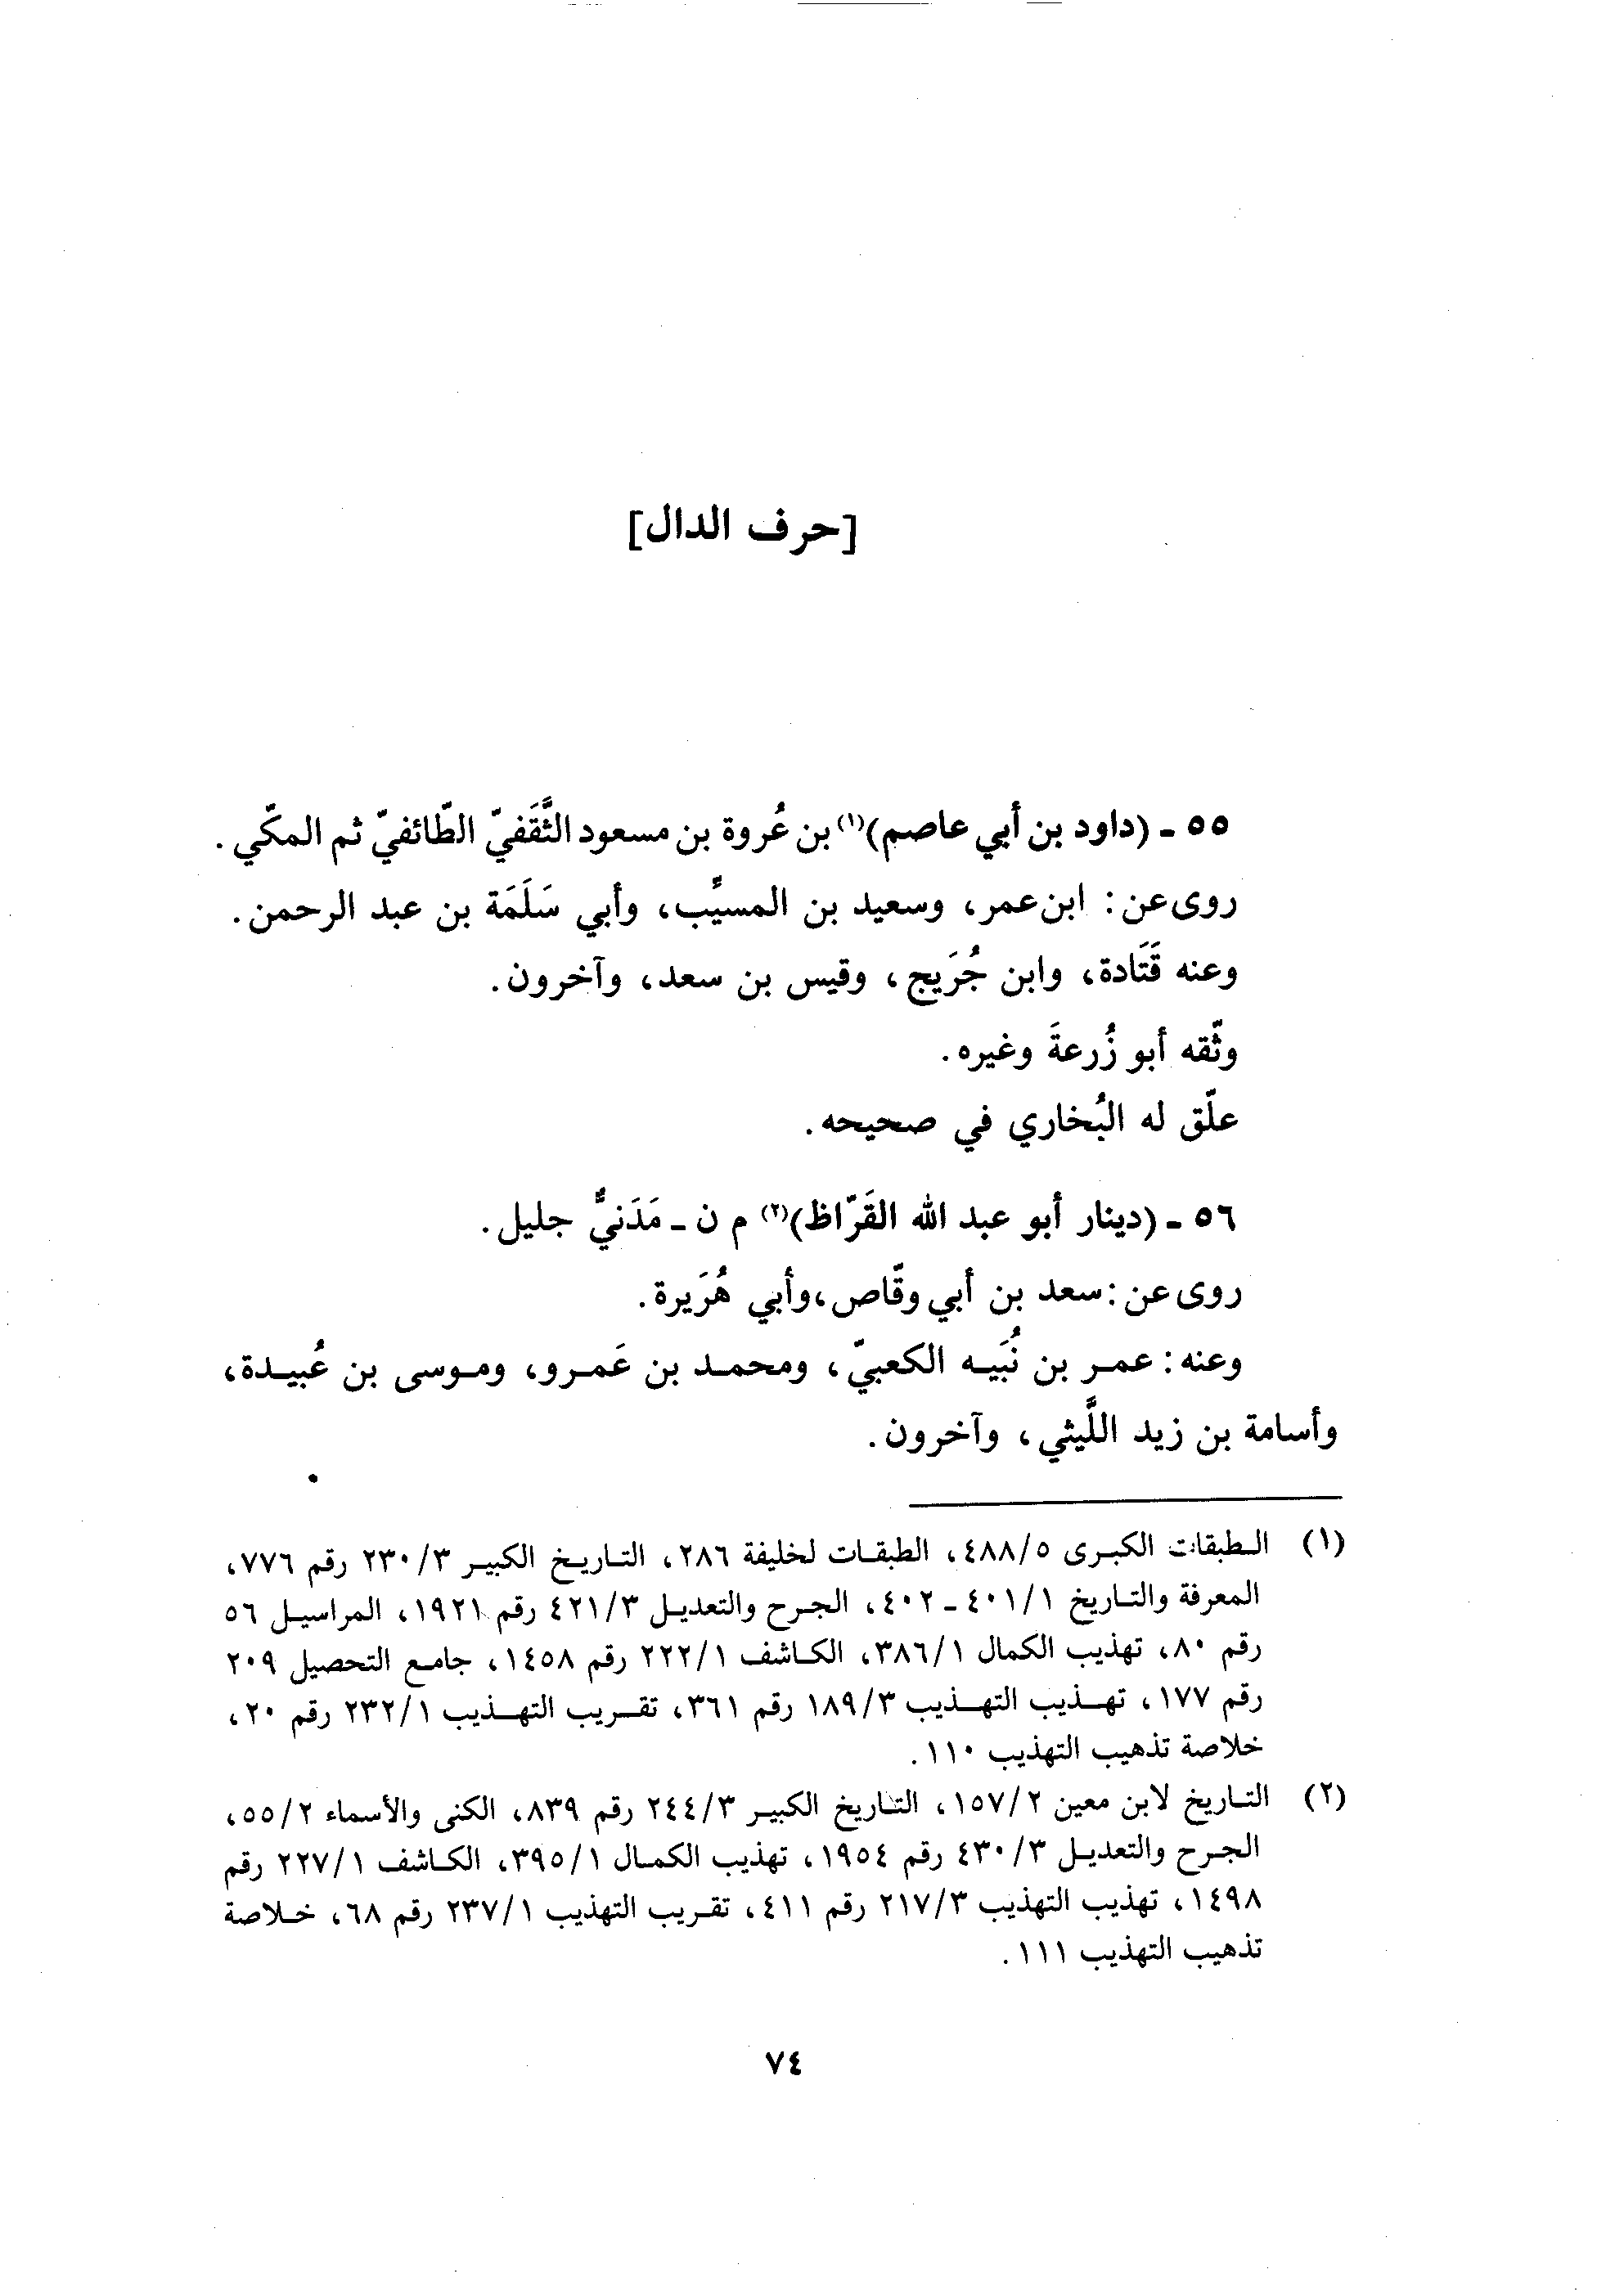 [حرف الدال]
٥٥ - (داود بن أبي عاصم)(١) بن عُروة بن مسعود الثَّقَفيّ الطّائفيّ ثم المكّي.
روى عن: ابن عمر، وسعيد بن المسيَّب، وأبي سَلَمَة بن عبد الرحمن.
وعنه قَتَادة، وابن جُرَيج، وقيس بن سعد، وآخرون.
وثّقه أبو زُرعةَ وغيره.
علّق له البُخاري في صحيحه.
٥٦ - (دينار أبو عبد الله القَرّاظ)(٢) م ن - مَدَنيٌّ جليل.
روى عن: سعد بن أبي وقّاص، وأبي هُرَيرة.
وعنه: عمر بن نُبَيه الكعبيّ، ومحمد بن عَمرو، وموسى بن عُبيدة،
وأسامة بن زيد اللَّيثي، وآخرون.
(١) الطبقات الكبرى ٤٨٨/٥، الطبقات لخليفة ٢٨٦، التاريخ الكبير ٢٣٠/٣ رقم ٧٧٦،
المعرفة والتاريخ ٤٠١/١ - ٤٠٢، الجرح والتعديل ٤٢١/٣ رقم ١٩٢١، المراسيل ٥٦
رقم ٨٠، تهذيب الكمال ٣٨٦/١، الكاشف ٢٢٢/١ رقم ١٤٥٨، جامع التحصيل ٢٠٩
رقم ١٧٧، تهذيب التهذيب ١٨٩/٣ رقم ٣٦١، تقريب التهذيب ٢٣٢/١ رقم ٢٠،
خلاصة تذهيب التهذيب ١١٠.
(٢) التاريخ لابن معين ١٥٧/٢، التاريخ الكبير ٢٤٤/٣ رقم ٨٣٩، الكنى والأسماء ٥٥/٢،
الجرح والتعديل ٤٣٠/٣ رقم ١٩٥٤، تهذيب الكمال ٣٩٥/١، الكاشف ٢٢٧/١ رقم
١٤٩٨، تهذيب التهذيب ٢١٧/٣ رقم ٤١١، تقريب التهذيب ٢٣٧/١ رقم ٦٨، خلاصة
تذهيب التهذيب ١١١.
٧٤